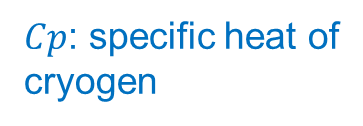 𝐶𝑝: specific heat of
cryogen